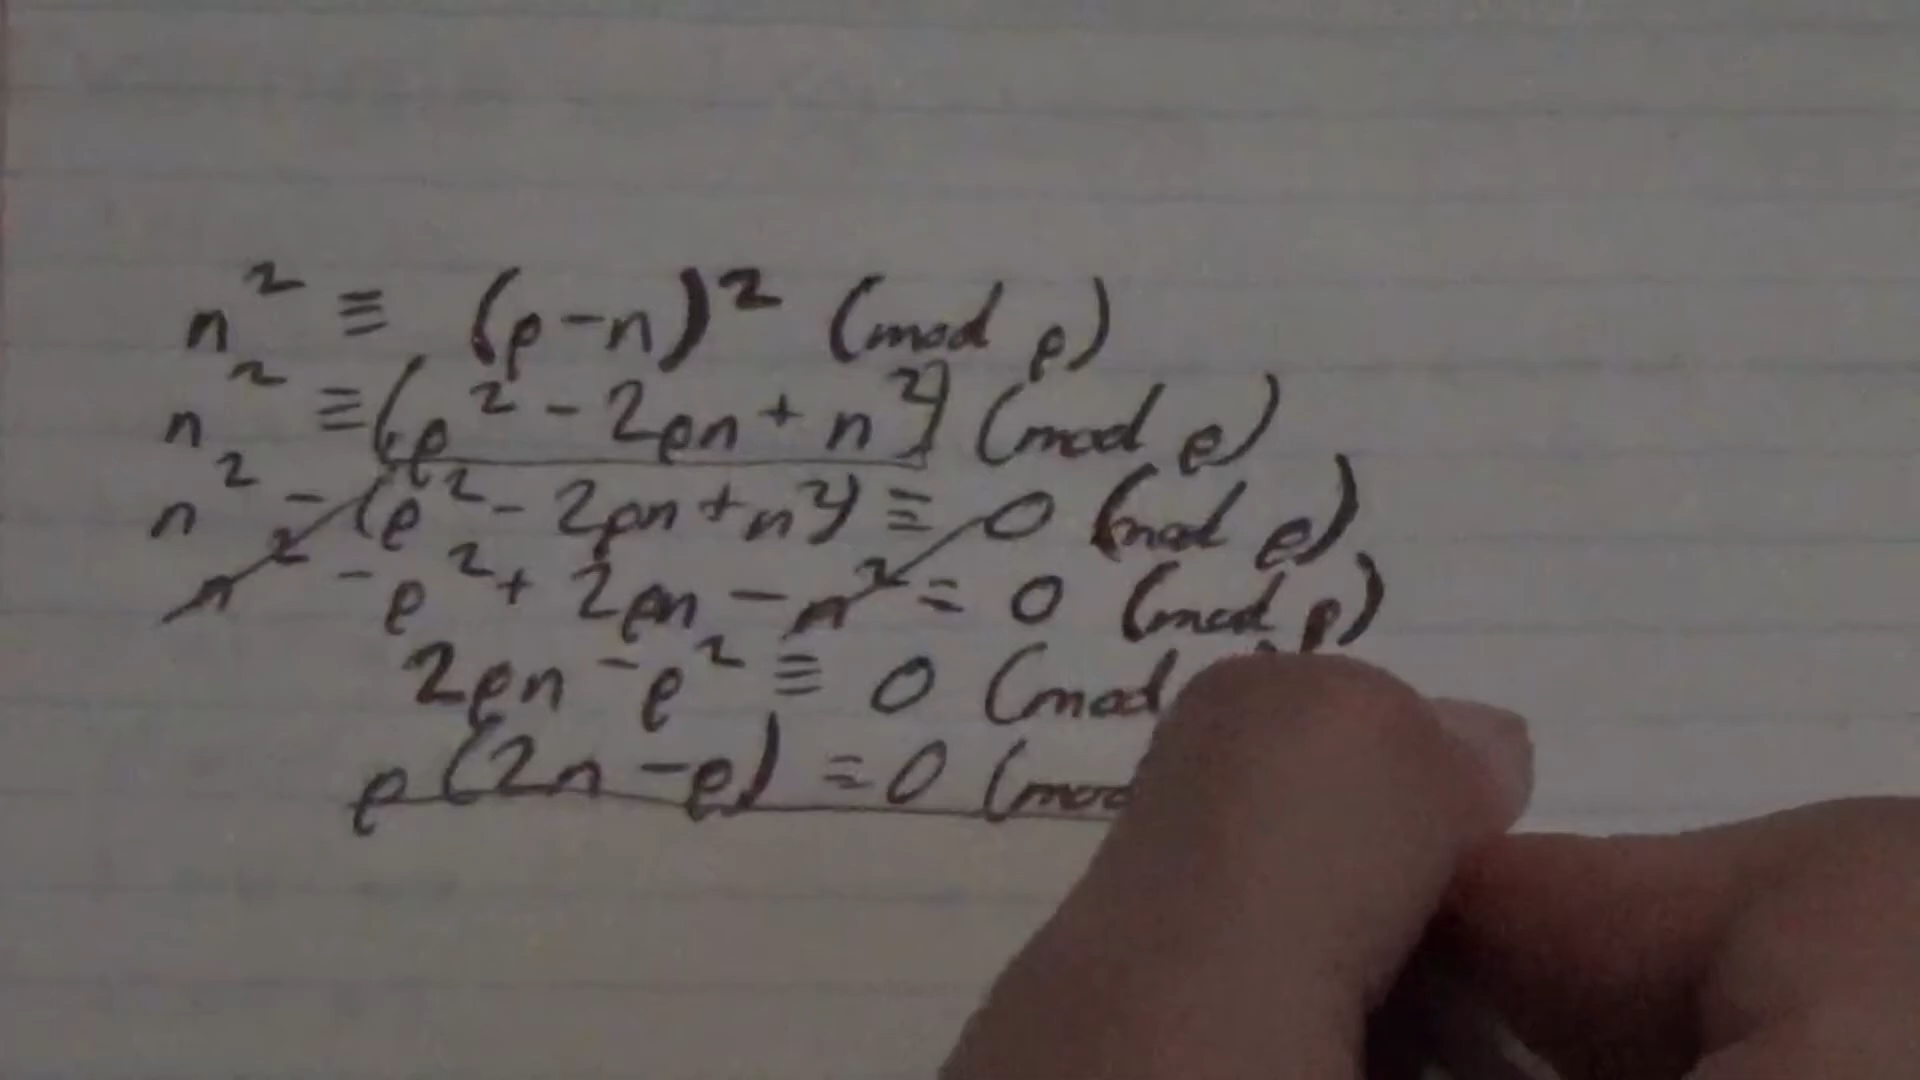 n² ≡ (p-n)² (mod p)
n² ≡ (p² - 2pn + n²) (mod p)
n² - (p² - 2pn + n²) ≡ 0 (mod p)
n² - p² + 2pn - n² = 0 (mod p)
2pn - p² ≡ 0 (mod
p(2n - p) = 0 (mod